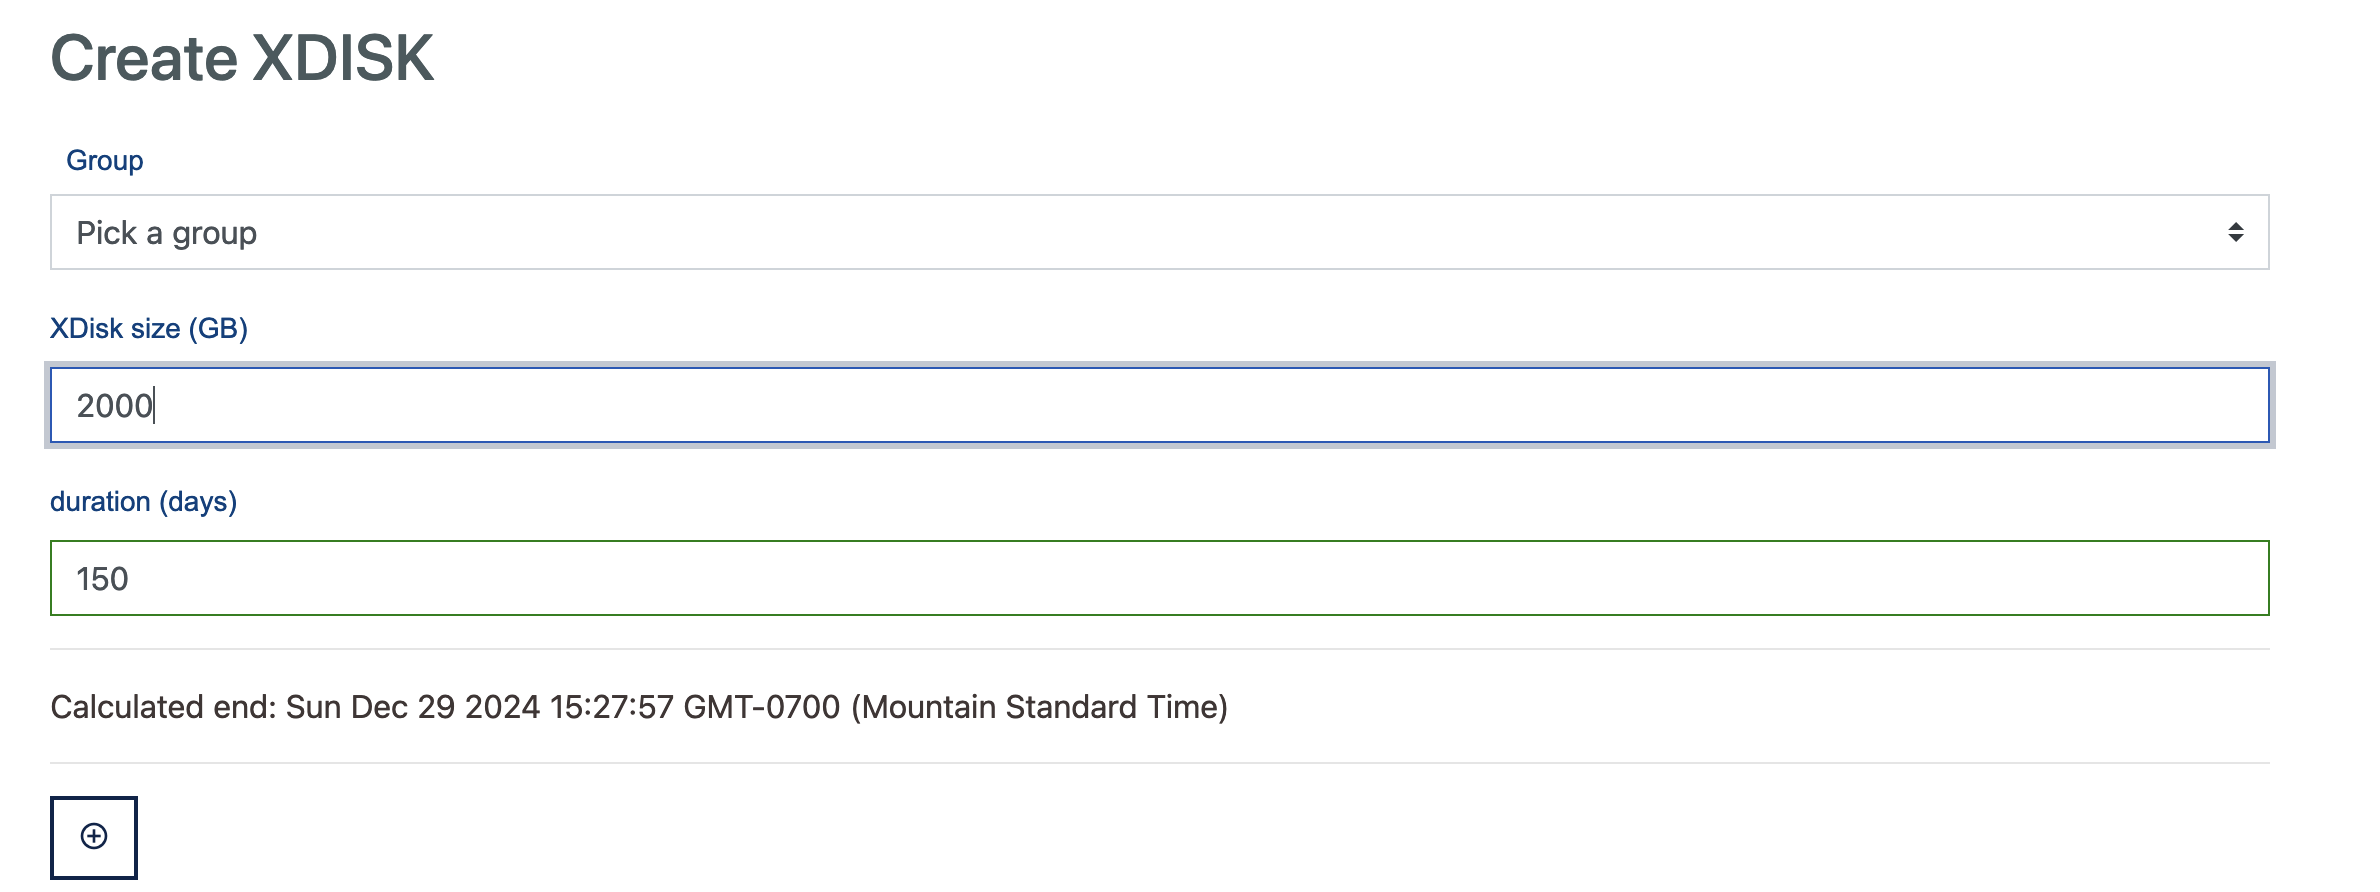 Create XDISK
Group
Pick a group
XDisk size (GB)
2000
duration (days)
150
Calculated end: Sun Dec 29 2024 15:27:57 GMT-0700 (Mountain Standard Time)